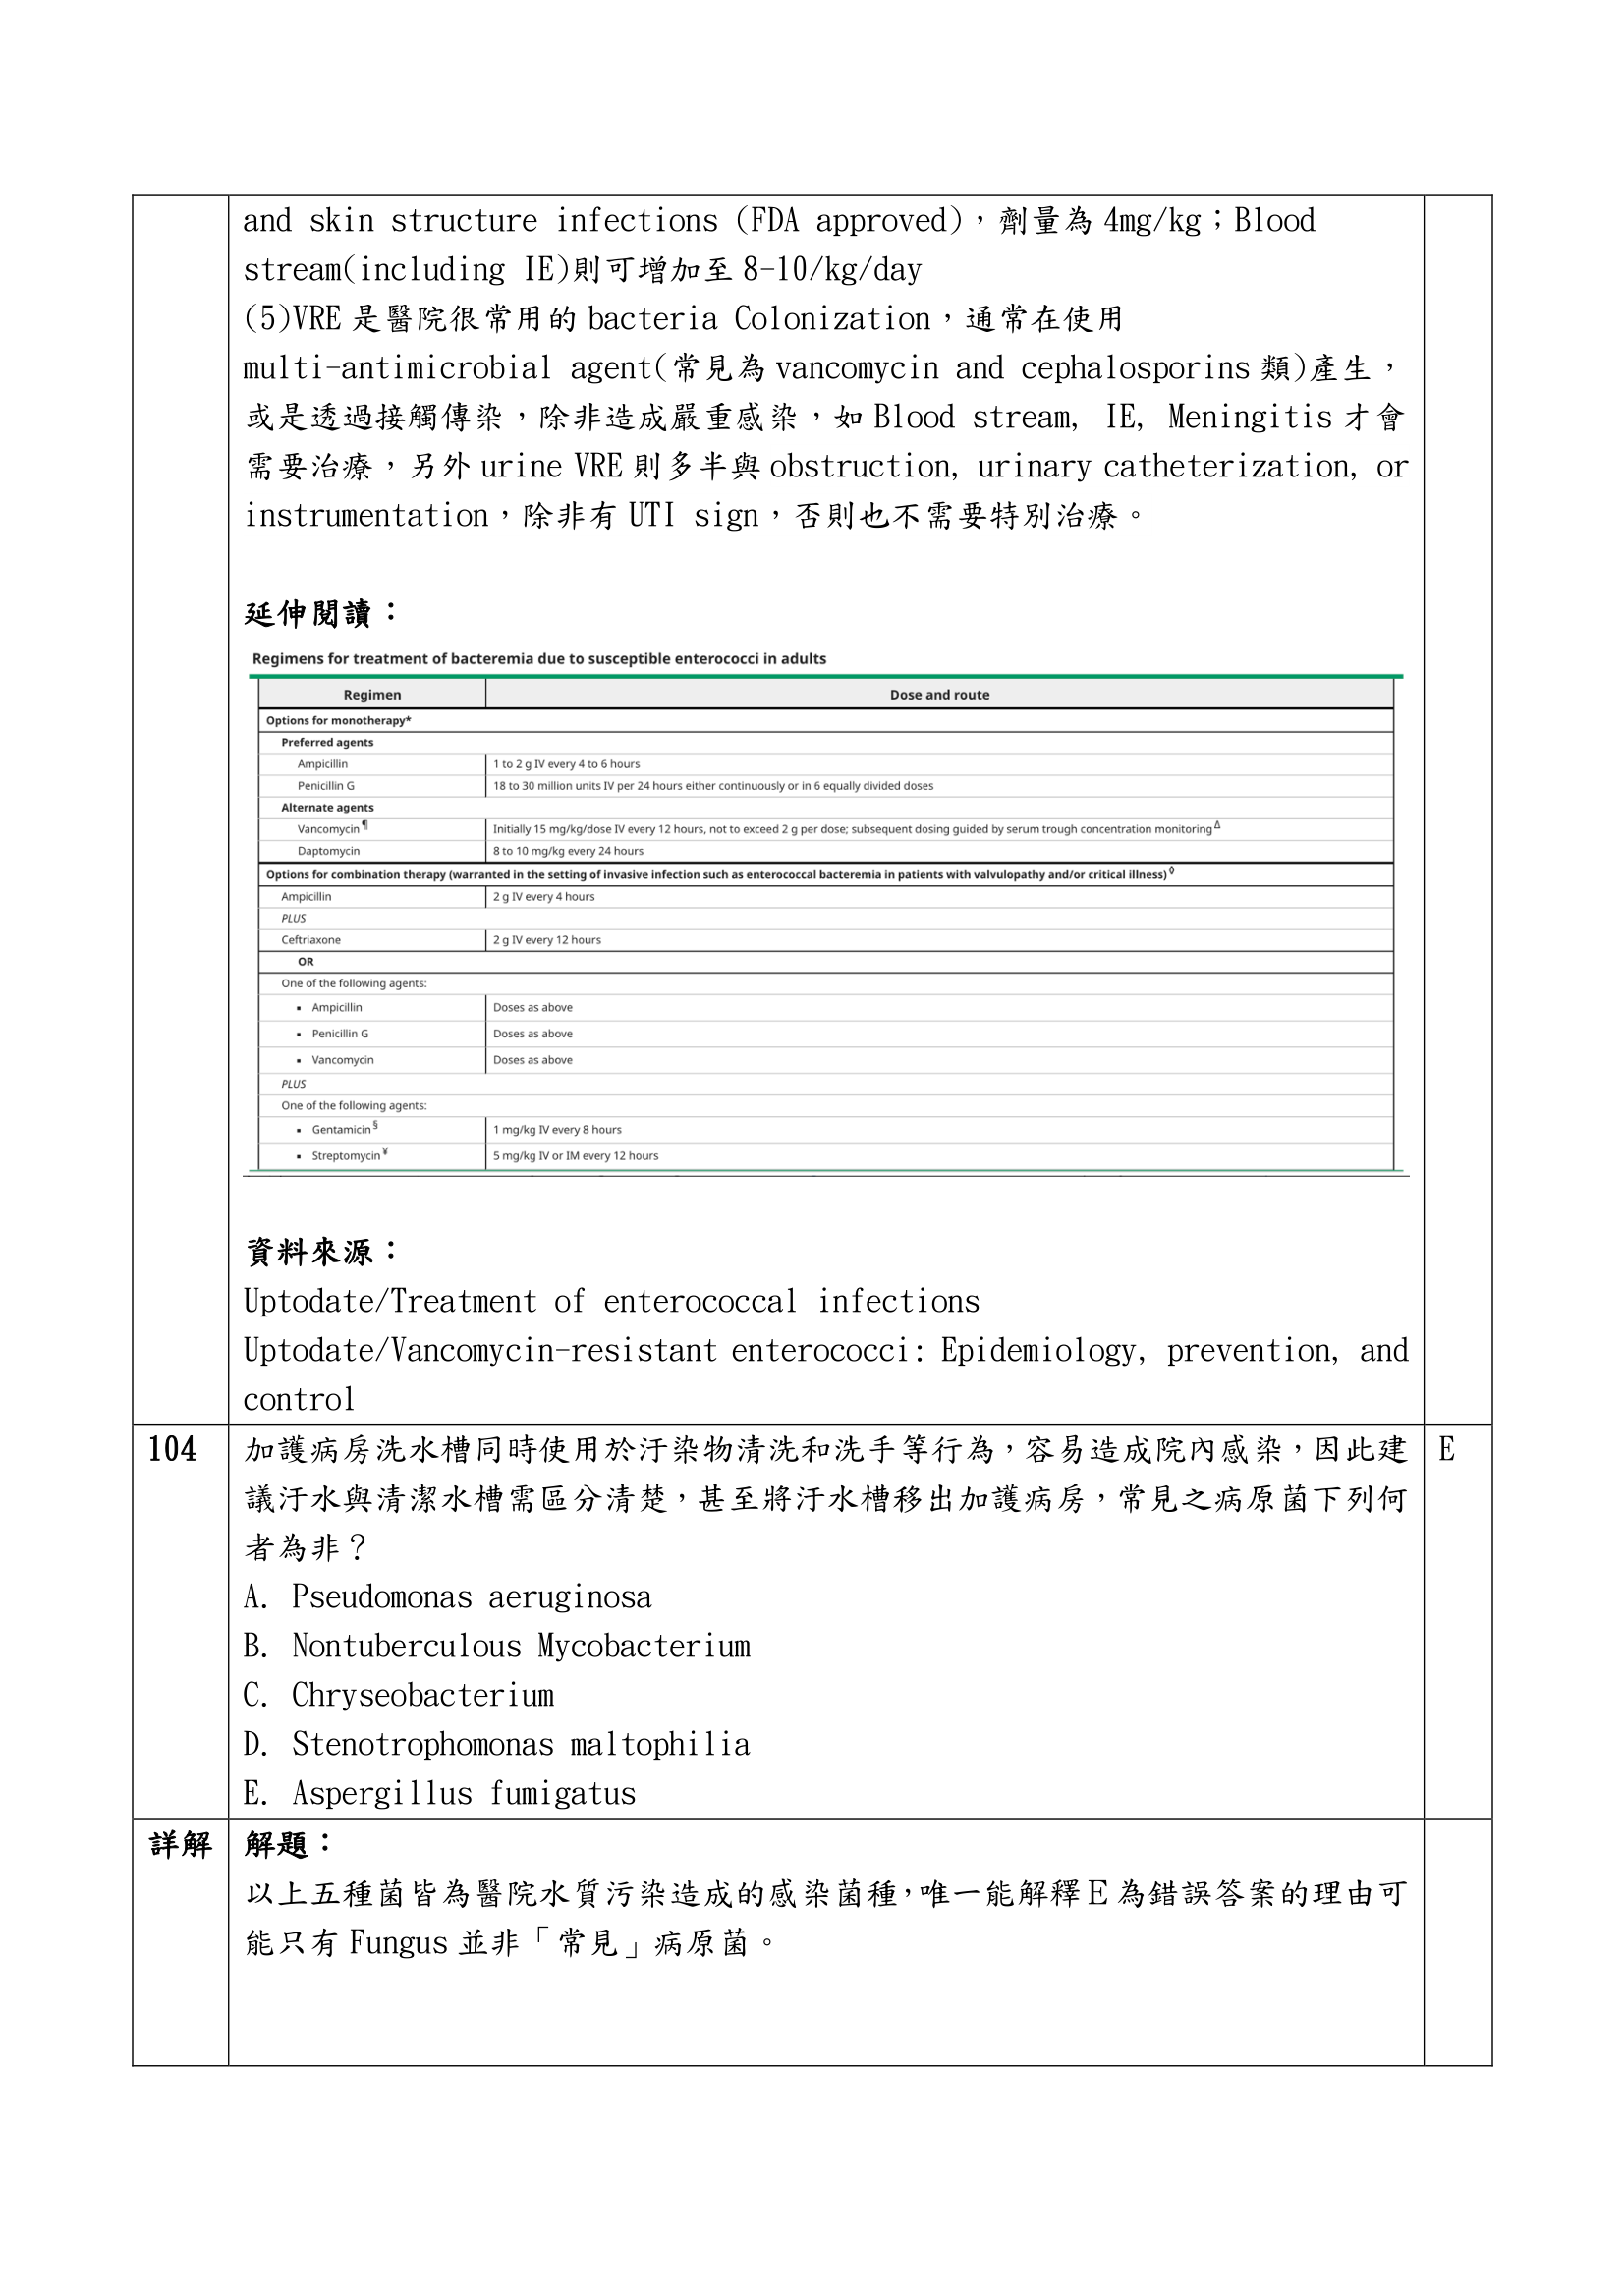 and skin structure infections (FDA approved)，劑量為 4mg/kg；Blood
stream(including IE)則可增加至 8-10/kg/day
(5)VRE 是醫院很常用的 bacteria Colonization，通常在使用
multi-antimicrobial agent(常見為 vancomycin and cephalosporins 類)產生，
或是透過接觸傳染，除非造成嚴重感染，如 Blood stream, IE, Meningitis 才會
需要治療，另外 urine VRE 則多半與 obstruction, urinary catheterization, or
instrumentation，除非有 UTI sign，否則也不需要特別治療。
延伸閱讀：
Regimens for treatment of bacteremia due to susceptible enterococci in adults
Regimen Dose and route
Options for monotherapy*
Preferred agents
Ampicillin 1 to 2 g IV every 4 to 6 hours
Penicillin G 18 to 30 million units IV per 24 hours either continuously or in 6 equally divided doses
Alternate agents
Vancomycin¶ Initially 15 mg/kg/dose IV every 12 hours, not to exceed 2 g per dose; subsequent dosing guided by serum trough concentration monitoringΔ
Daptomycin 8 to 10 mg/kg every 24 hours
Options for combination therapy (warranted in the setting of invasive infection such as enterococcal bacteremia in patients with valvulopathy and/or critical illness)◊
Ampicillin 2 g IV every 4 hours
PLUS
Ceftriaxone 2 g IV every 12 hours
OR
One of the following agents:
▪ Ampicillin Doses as above
▪ Penicillin G Doses as above
▪ Vancomycin Doses as above
PLUS
One of the following agents:
▪ Gentamicin§ 1 mg/kg IV every 8 hours
▪ Streptomycin¥ 5 mg/kg IV or IM every 12 hours
資料來源：
Uptodate/Treatment of enterococcal infections
Uptodate/Vancomycin-resistant enterococci: Epidemiology, prevention, and
control
104 加護病房洗水槽同時使用於汙染物清洗和洗手等行為，容易造成院內感染，因此建 E
議汙水與清潔水槽需區分清楚，甚至將汙水槽移出加護病房，常見之病原菌下列何
者為非？
A. Pseudomonas aeruginosa
B. Nontuberculous Mycobacterium
C. Chryseobacterium
D. Stenotrophomonas maltophilia
E. Aspergillus fumigatus
詳解 解題：
以上五種菌皆為醫院水質污染造成的感染菌種，唯一能解釋 E 為錯誤答案的理由可
能只有 Fungus 並非「常見」病原菌。